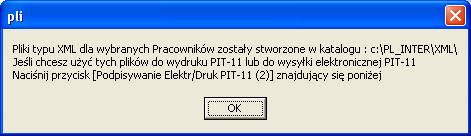 pli
Pliki typu XML dla wybranych Pracowników zostały stworzone w katalogu : c:\PL_INTER\XML\
Jeśli chcesz użyć tych plików do wydruku PIT-11 lub do wysyłki elektronicznej PIT-11
Naciśnij przycisk [Podpisywanie Elektr/Druk PIT-11 (2)] znajdujący się poniżej
OK